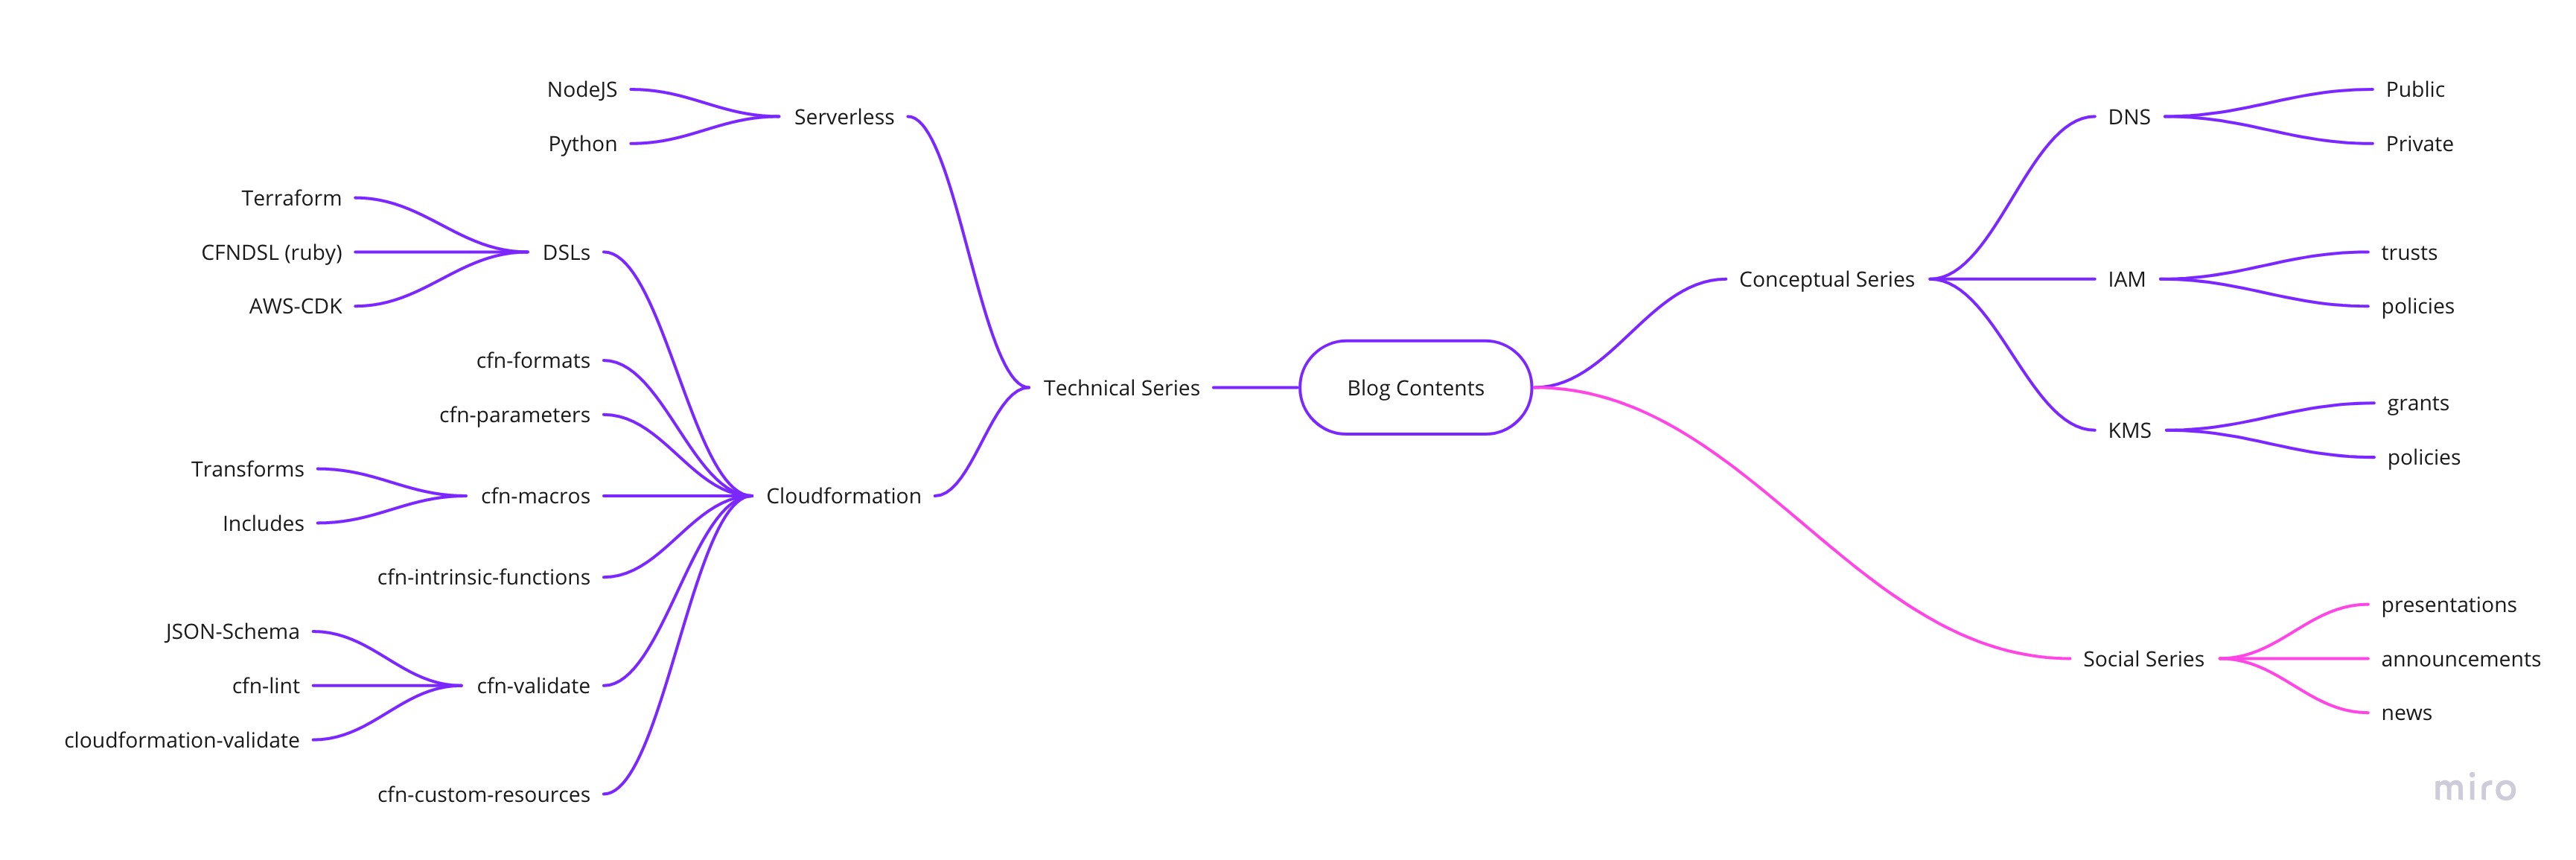 NodeJS
Python
Serverless
Terraform
CFNDSL (ruby)
AWS-CDK
DSLs
cfn-formats
cfn-parameters
Transforms
Includes
cfn-macros
cfn-intrinsic-functions
JSON-Schema
cfn-lint
cloudformation-validate
cfn-validate
cfn-custom-resources
Cloudformation
Technical Series
Blog Contents
Conceptual Series
DNS
Public
Private
IAM
trusts
policies
KMS
grants
policies
Social Series
presentations
announcements
news
miro